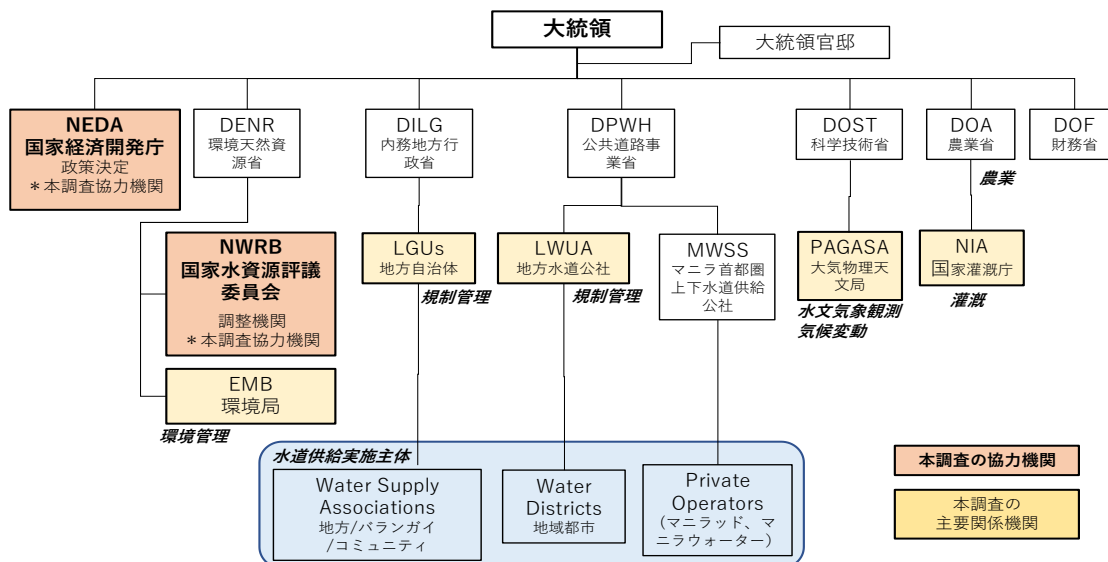 大統領
大統領官邸
NEDA
国家経済開発庁
政策決定
＊本調査協力機関
DENR
環境天然資
源省
DILG
内務地方行
政省
DPWH
公共道路事
業省
DOST
科学技術省
DOA
農業省
農業
DOF
財務省
NWRB
国家水資源評議
委員会
調整機関
＊本調査協力機関
LGUs
地方自治体
規制管理
LWUA
地方水道公社
規制管理
MWSS
マニラ首都圏
上下水道供給
公社
PAGASA
大気物理天
文局
水文気象観測
気候変動
NIA
国家灌漑庁
灌漑
EMB
環境局
環境管理
水道供給実施主体
Water Supply
Associations
地方/バランガイ
/コミュニティ
Water
Districts
地域都市
Private
Operators
（マニラッド、マ
ニラウォーター）
本調査の協力機関
本調査の
主要関係機関